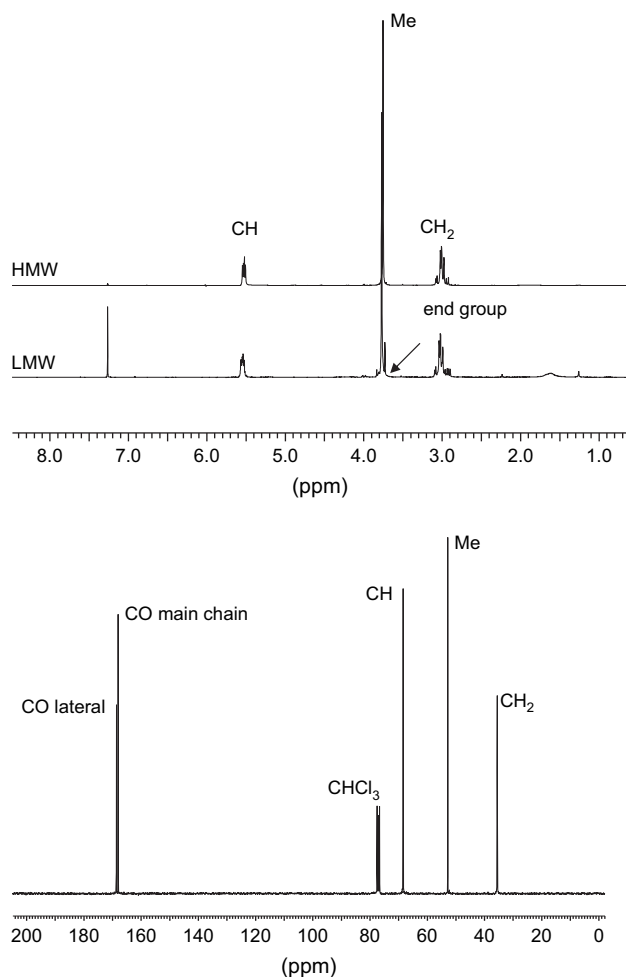 Me
CH
CH₂
HMW
end group
LMW
8.0 7.0 6.0 5.0 4.0 3.0 2.0 1.0
(ppm)
Me
CH
CO main chain
CH₂
CO lateral
CHCl₃
200 180 160 140 120 100 80 60 40 20 0
(ppm)